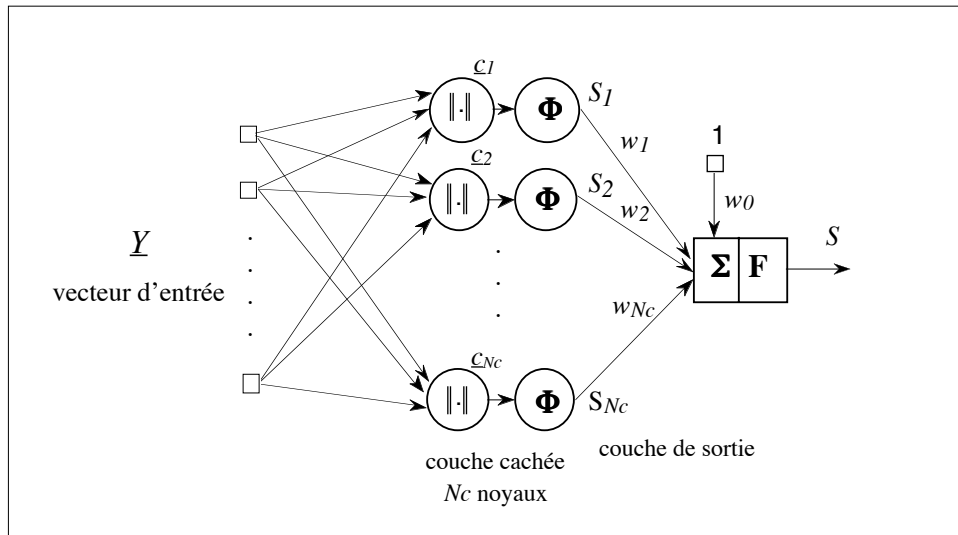 c1
||.||
Φ
S1
w1
1
c2
||.||
Φ
S2
w2
w0
Y
vecteur d'entrée
Σ F
S
wNc
cNc
||.||
Φ
SNc
couche de sortie
couche cachée
Nc noyaux